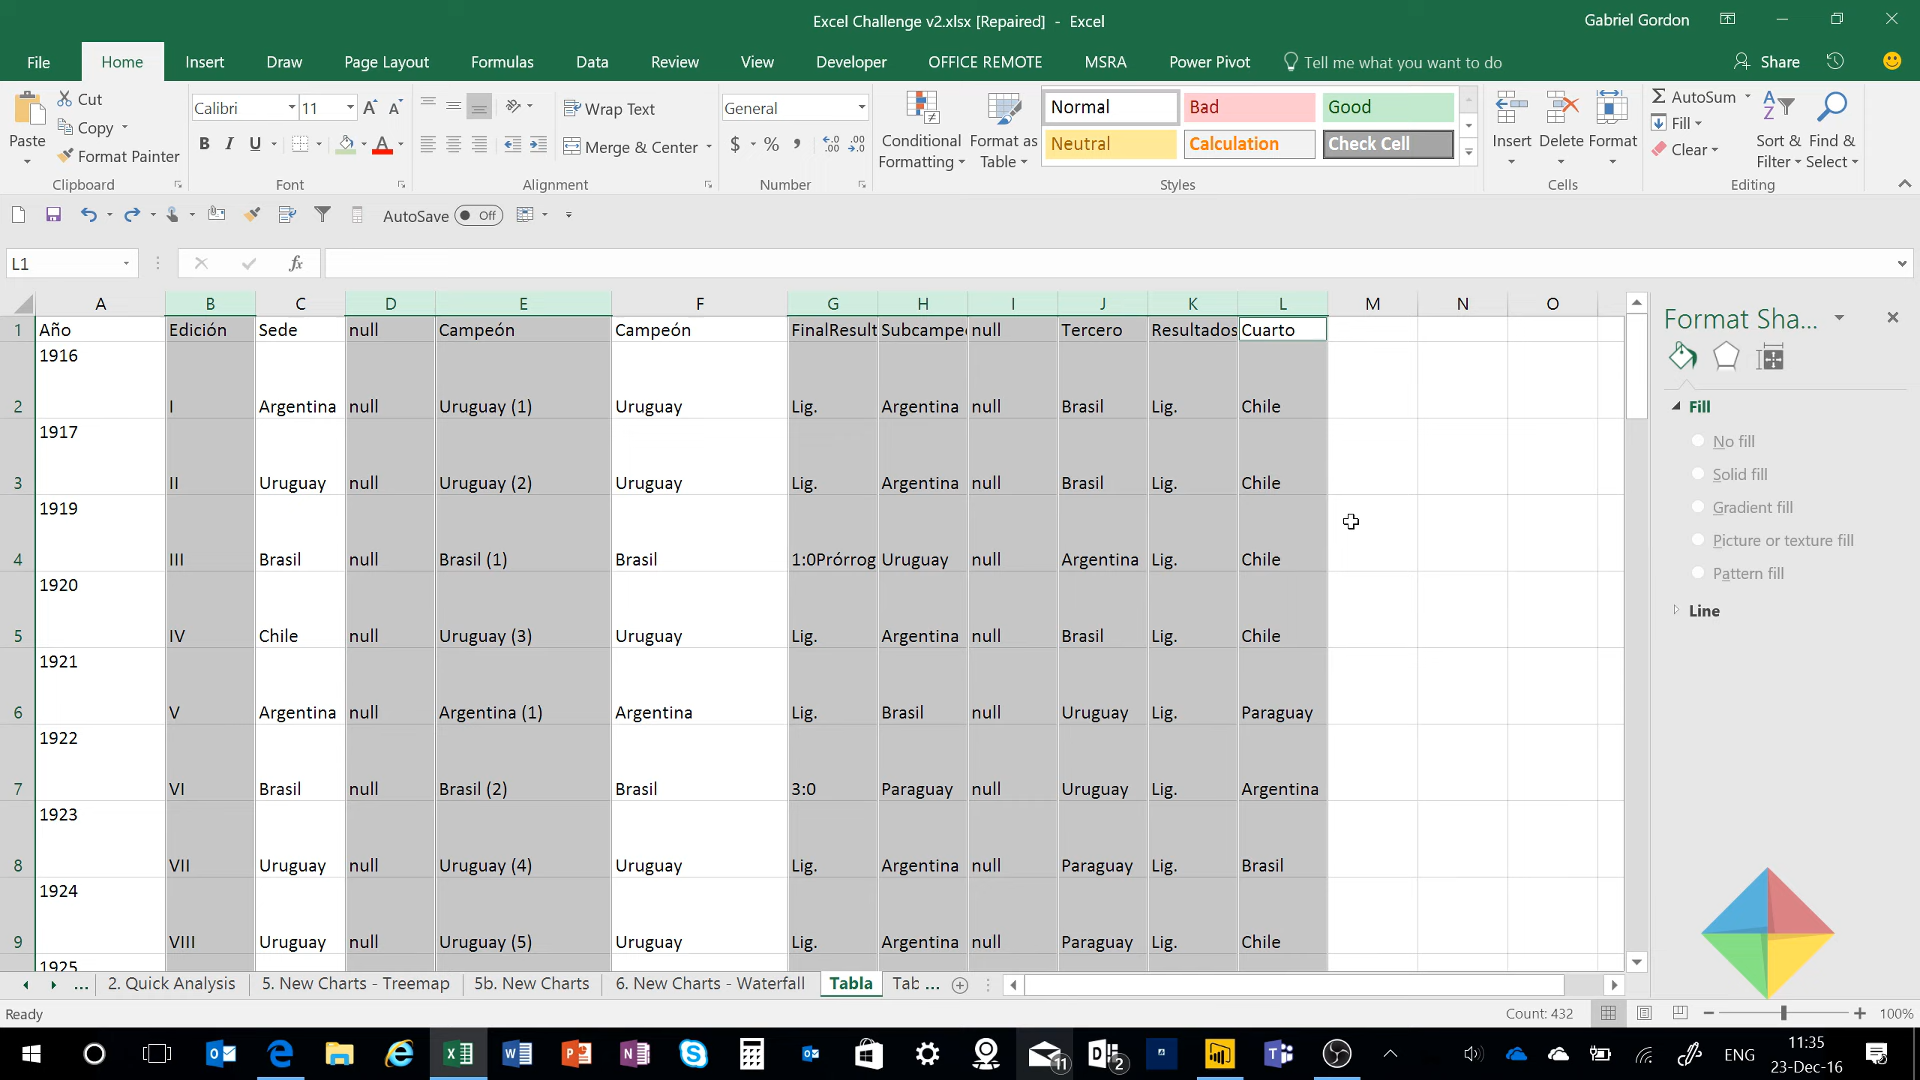 Excel Challenge v2.xlsx [Repaired] - Excel
Gabriel Gordon
File Home Insert Draw Page Layout Formulas Data Review View Developer OFFICE REMOTE MSRA Power Pivot Tell me what you want to do Share
Paste Cut Copy Format Painter
Clipboard
Calibri 11
B I U
A
Font
Wrap Text
Merge & Center
Alignment
General
$ % ,
Number
Conditional Formatting
Format as Table
Normal Bad Good
Neutral Calculation Check Cell
Styles
Insert Delete Format
Cells
AutoSum
Fill
Clear
Sort & Filter
Find & Select
Editing
AutoSave Off
L1
fx
A B C D E F G H I J K L M N O
1 Año Edición Sede null Campeón Campeón FinalResult Subcampe null Tercero Resultados Cuarto
2 1916 I Argentina null Uruguay (1) Uruguay Lig. Argentina null Brasil Lig. Chile
3 1917 II Uruguay null Uruguay (2) Uruguay Lig. Argentina null Brasil Lig. Chile
4 1919 III Brasil null Brasil (1) Brasil 1:0Prórrog Uruguay null Argentina Lig. Chile
5 1920 IV Chile null Uruguay (3) Uruguay Lig. Argentina null Brasil Lig. Chile
6 1921 V Argentina null Argentina (1) Argentina Lig. Brasil null Uruguay Lig. Paraguay
7 1922 VI Brasil null Brasil (2) Brasil 3:0 Paraguay null Uruguay Lig. Argentina
8 1923 VII Uruguay null Uruguay (4) Uruguay Lig. Argentina null Paraguay Lig. Brasil
9 1924 VIII Uruguay null Uruguay (5) Uruguay Lig. Argentina null Paraguay Lig. Chile
1925
Format Sha...
Fill
No fill
Solid fill
Gradient fill
Picture or texture fill
Pattern fill
Line
... 2. Quick Analysis 5. New Charts - Treemap 5b. New Charts 6. New Charts - Waterfall Tabla Tab ...
Ready
Count: 432
100%
11
2
ENG
11:35
23-Dec-16